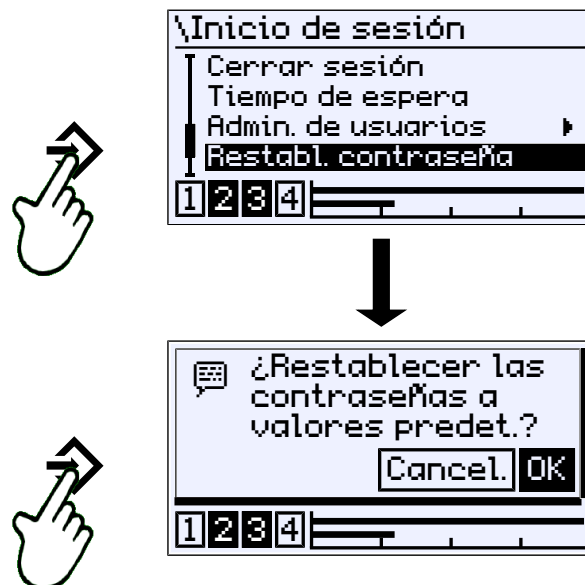 \Inicio de sesión
Cerrar sesión
Tiempo de espera
Admin. de usuarios
Restabl. contraseña
1 2 3 4
¿Restablecer las
contraseñas a
valores predet.?
Cancel. OK
1 2 3 4